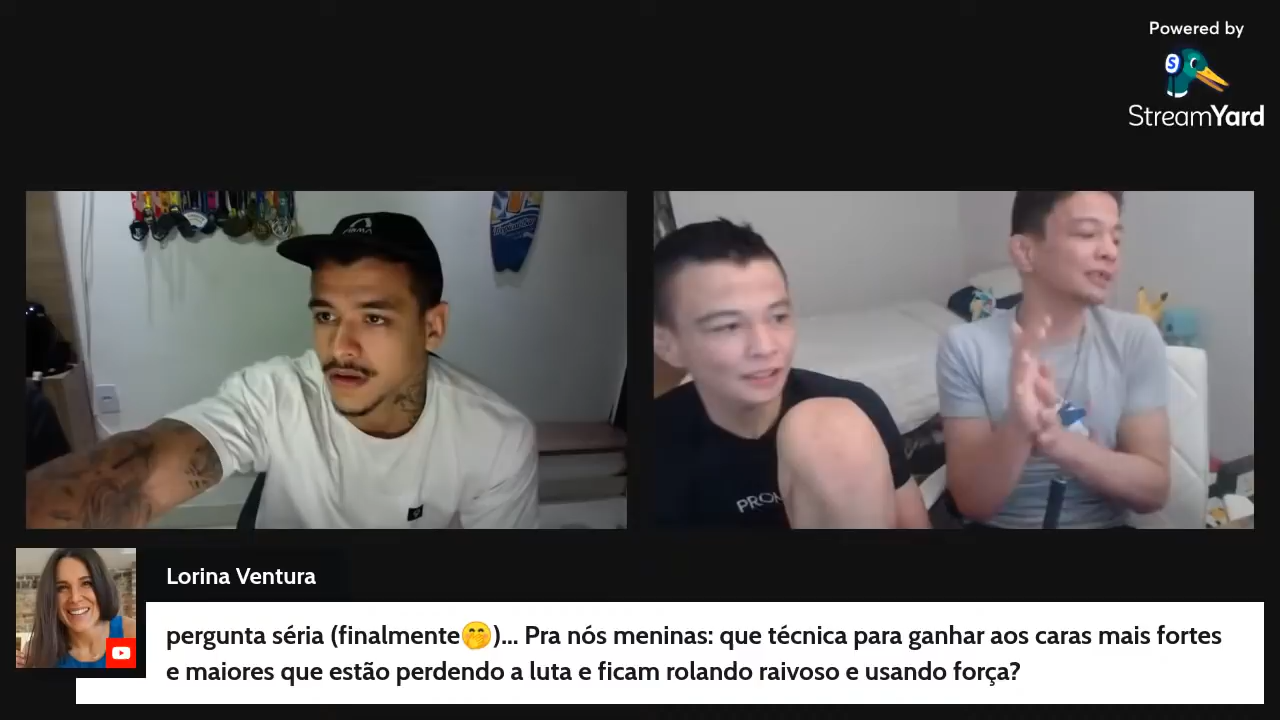 Powered by
StreamYard
PRON
Lorina Ventura
pergunta séria (finalmente🤭)... Pra nós meninas: que técnica para ganhar aos caras mais fortes
e maiores que estão perdendo a luta e ficam rolando raivoso e usando força?